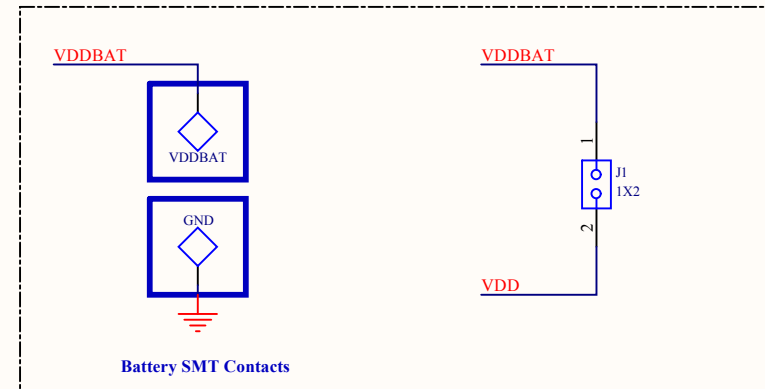 VDDBAT
VDDBAT
GND
Battery SMT Contacts
VDDBAT
1
J1
1X2
2
VDD